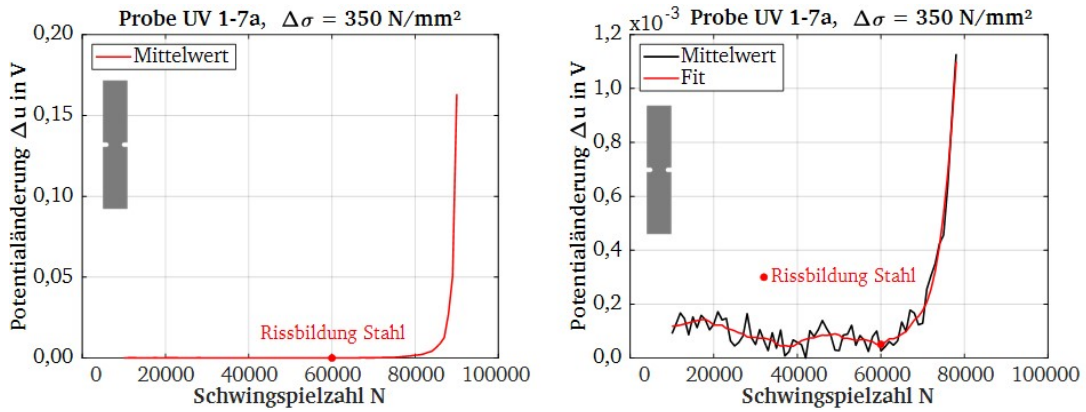 Probe UV 1-7a, Δσ = 350 N/mm²
Potentialänderung Δu in V
0,20
0,15
0,10
0,05
0,00
Mittelwert
Rissbildung Stahl
0 20000 40000 60000 80000 100000
Schwingspielzahl N
x10⁻³ Probe UV 1-7a, Δσ = 350 N/mm²
Potentialänderung Δu in V
1,2
1,0
0,8
0,6
0,4
0,2
0,0
Mittelwert
Fit
Rissbildung Stahl
0 20000 40000 60000 80000 100000
Schwingspielzahl N